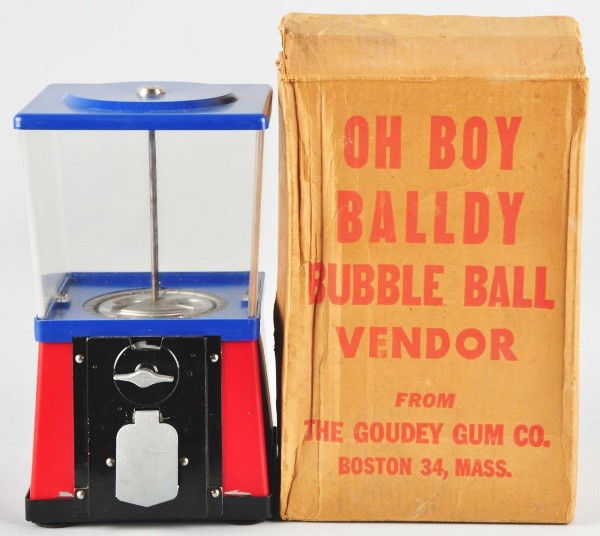 OH BOY
BALLDY
BUBBLE BALL
VENDOR
FROM
THE GOUDEY GUM CO.
BOSTON 34, MASS.